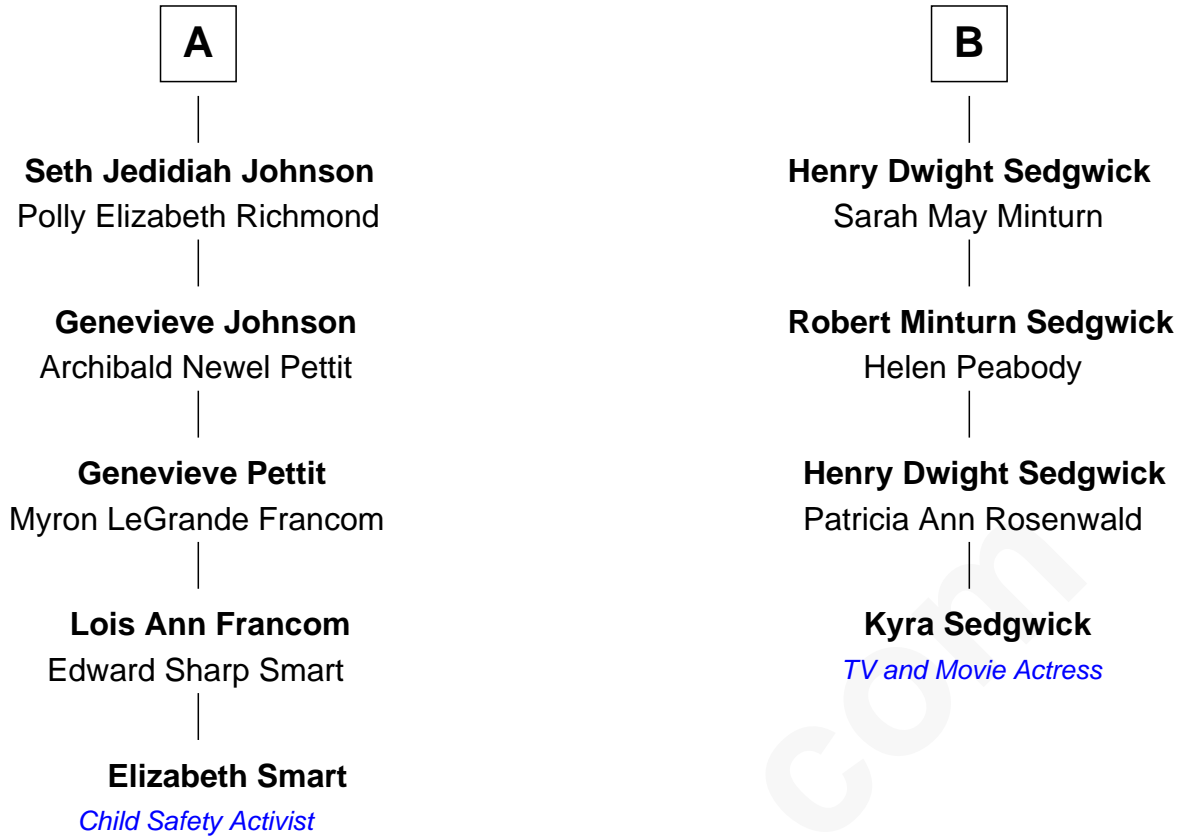 A
Seth Jedidiah Johnson
Polly Elizabeth Richmond
Genevieve Johnson
Archibald Newel Pettit
Genevieve Pettit
Myron LeGrande Francom
Lois Ann Francom
Edward Sharp Smart
Elizabeth Smart
Child Safety Activist
B
Henry Dwight Sedgwick
Sarah May Minturn
Robert Minturn Sedgwick
Helen Peabody
Henry Dwight Sedgwick
Patricia Ann Rosenwald
Kyra Sedgwick
TV and Movie Actress
com